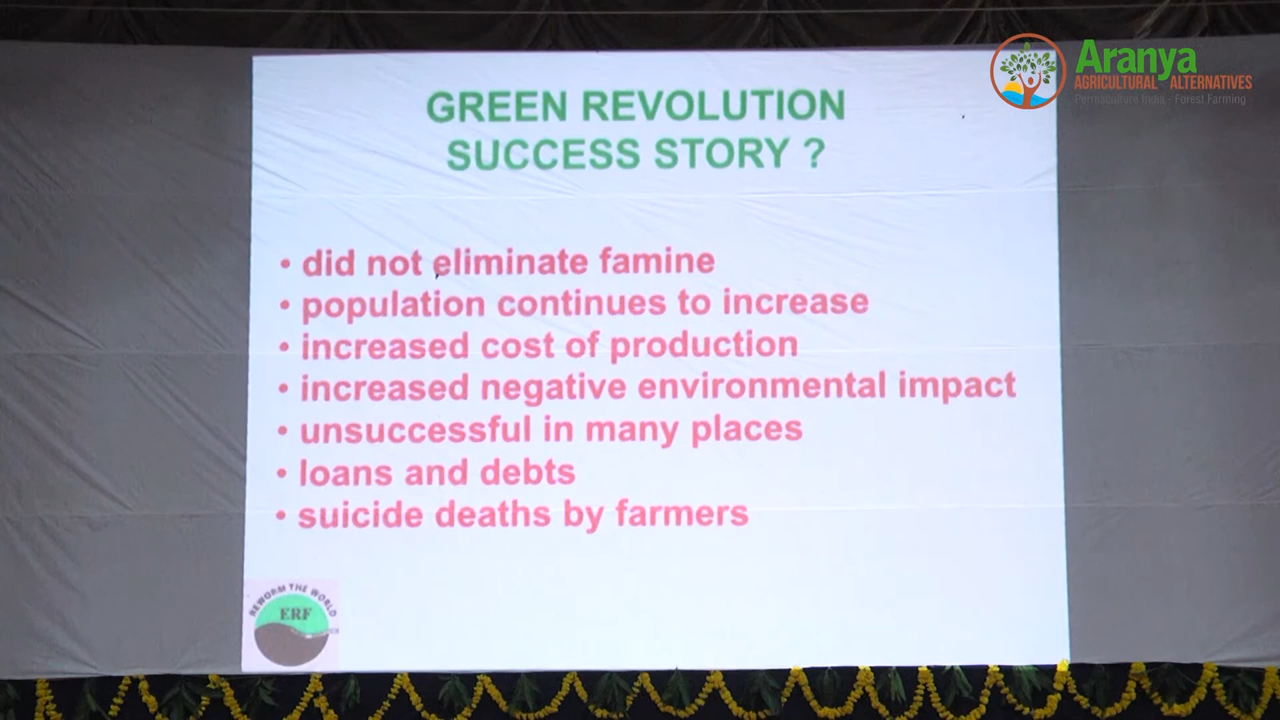 Aranya
AGRICULTURAL ALTERNATIVES
Permaculture India - Forest Farming
GREEN REVOLUTION
SUCCESS STORY ?
• did not eliminate famine
• population continues to increase
• increased cost of production
• increased negative environmental impact
• unsuccessful in many places
• loans and debts
• suicide deaths by farmers
REWORM THE WORLD
ERF